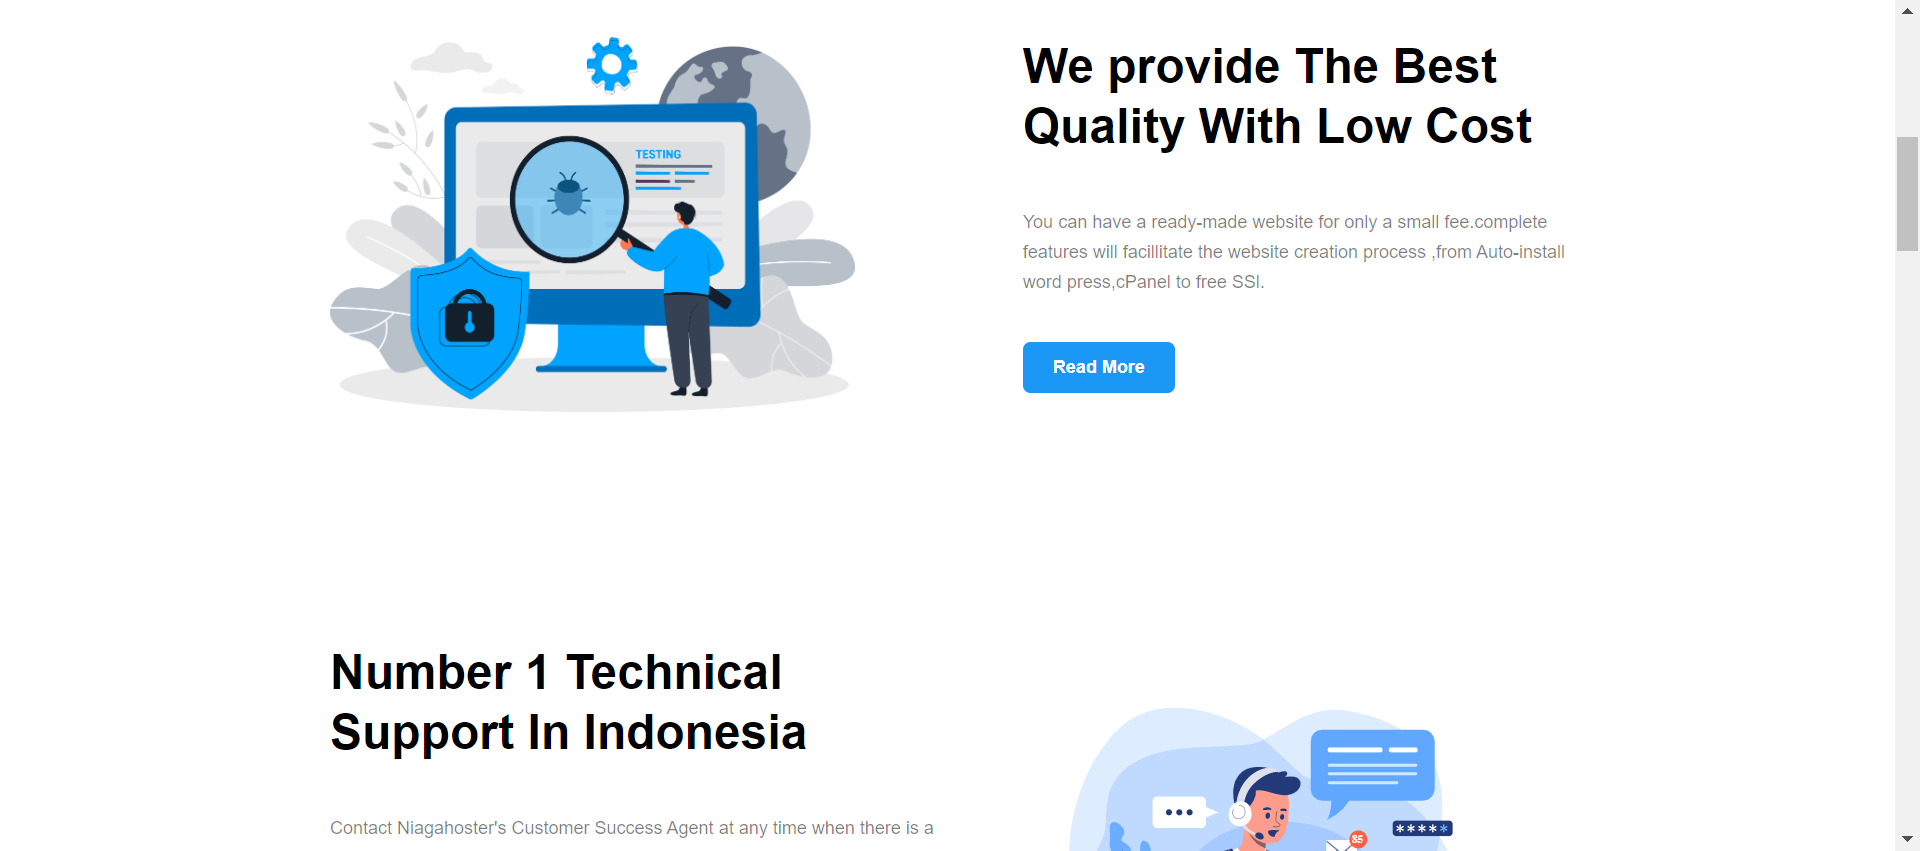 TESTING
We provide The Best
Quality With Low Cost
You can have a ready-made website for only a small fee.complete
features will facillitate the website creation process ,from Auto-install
word press,cPanel to free SSl.
Read More
Number 1 Technical
Support In Indonesia
Contact Niagahoster's Customer Success Agent at any time when there is a
*****
85